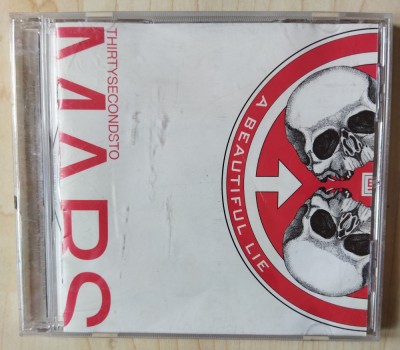 THIRTYSECONDSTO
MARS
A BEAUTIFUL LIE